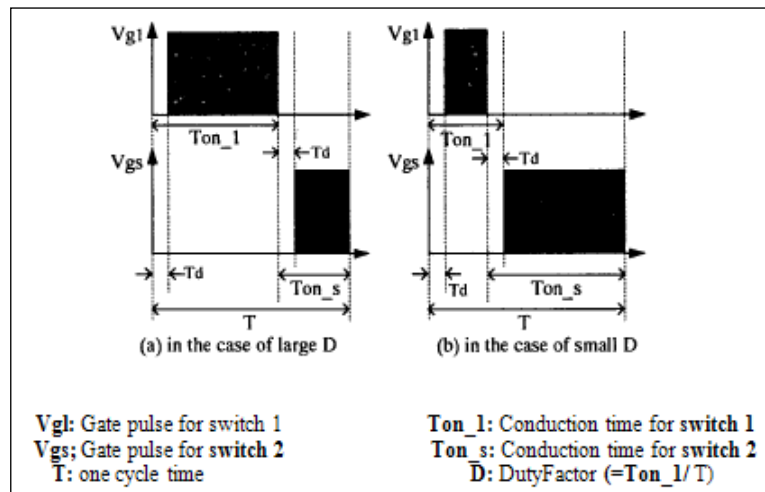 Vg1
Vg1
Ton_1
Ton_1
Td
Td
Vgs
Vgs
Td
Ton_s
Td
Ton_s
T
T
(a) in the case of large D
(b) in the case of small D
Vgl: Gate pulse for switch 1
Ton_1: Conduction time for switch 1
Vgs; Gate pulse for switch 2
Ton_s: Conduction time for switch 2
T: one cycle time
D: DutyFactor (=Ton_1/ T)